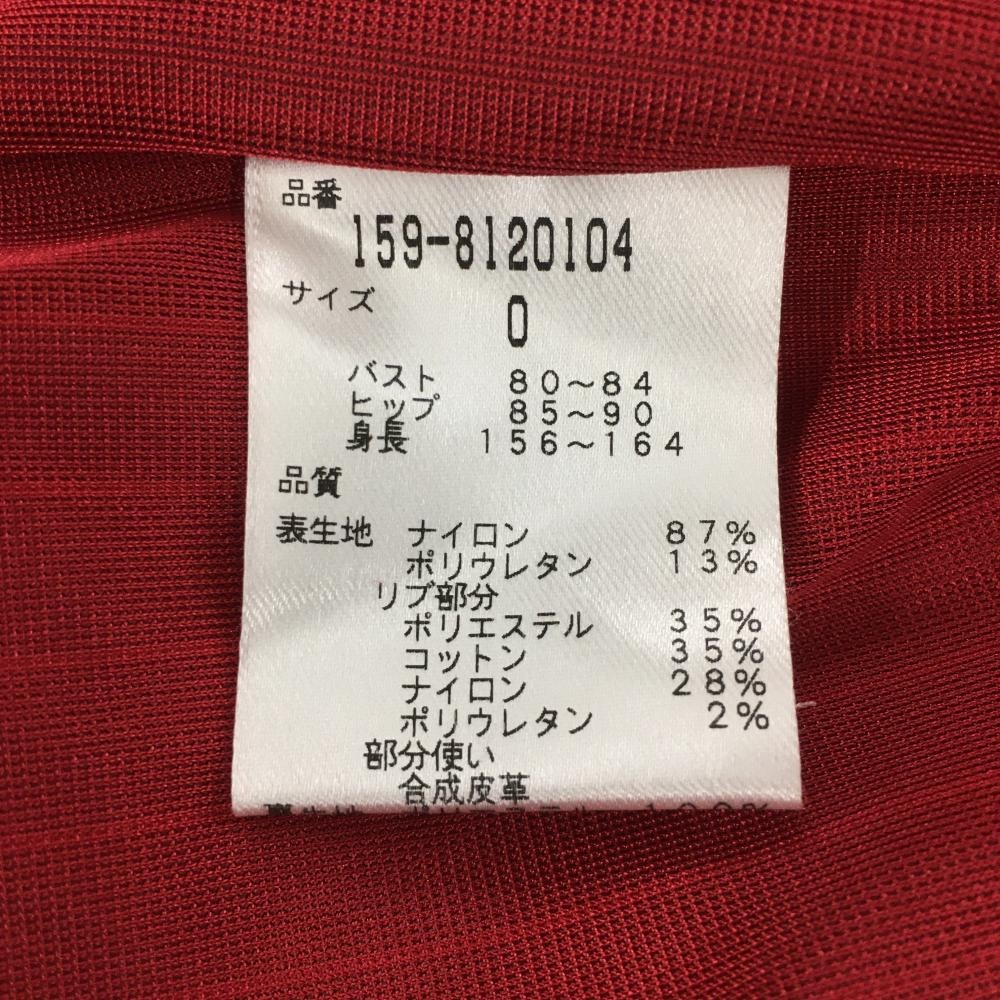 品番
159-8120104
サイズ
0
バスト 80～84
ヒップ 85～90
身長 156～164
品質
表生地 ナイロン 87%
ポリウレタン 13%
リブ部分
ポリエステル 35%
コットン 35%
ナイロン 28%
ポリウレタン 2%
部分使い
合成皮革